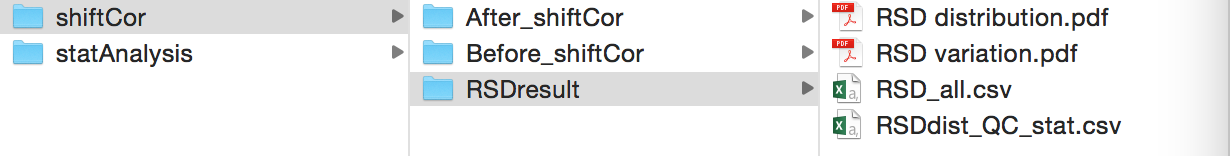 shiftCor
statAnalysis
After_shiftCor
Before_shiftCor
RSDresult
PDF RSD distribution.pdf
PDF RSD variation.pdf
X a, RSD_all.csv
X a, RSDdist_QC_stat.csv